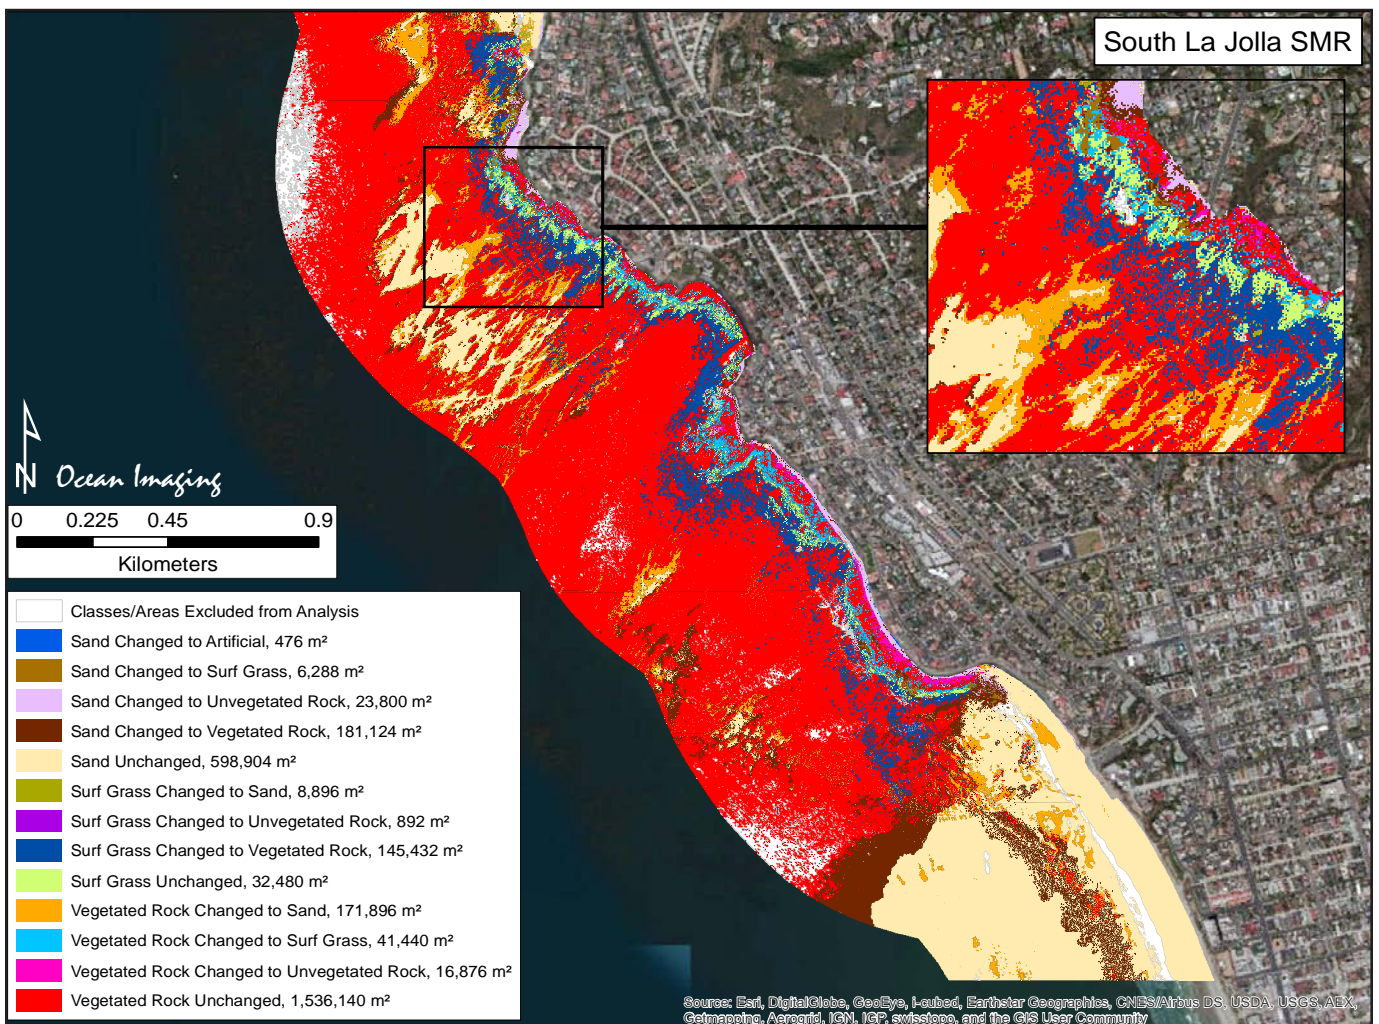 South La Jolla SMR
N
Ocean Imaging
0 0.225 0.45 0.9
Kilometers
Classes/Areas Excluded from Analysis
Sand Changed to Artificial, 476 m²
Sand Changed to Surf Grass, 6,288 m²
Sand Changed to Unvegetated Rock, 23,800 m²
Sand Changed to Vegetated Rock, 181,124 m²
Sand Unchanged, 598,904 m²
Surf Grass Changed to Sand, 8,896 m²
Surf Grass Changed to Unvegetated Rock, 892 m²
Surf Grass Changed to Vegetated Rock, 145,432 m²
Surf Grass Unchanged, 32,480 m²
Vegetated Rock Changed to Sand, 171,896 m²
Vegetated Rock Changed to Surf Grass, 41,440 m²
Vegetated Rock Changed to Unvegetated Rock, 16,876 m²
Vegetated Rock Unchanged, 1,536,140 m²
Source: Esri, DigitalGlobe, GeoEye, i-cubed, Earthstar Geographics, CNES/Airbus DS, USDA, USGS, AEX,
Getmapping, Aerogrid, IGN, IGP, swisstopo, and the GIS User Community